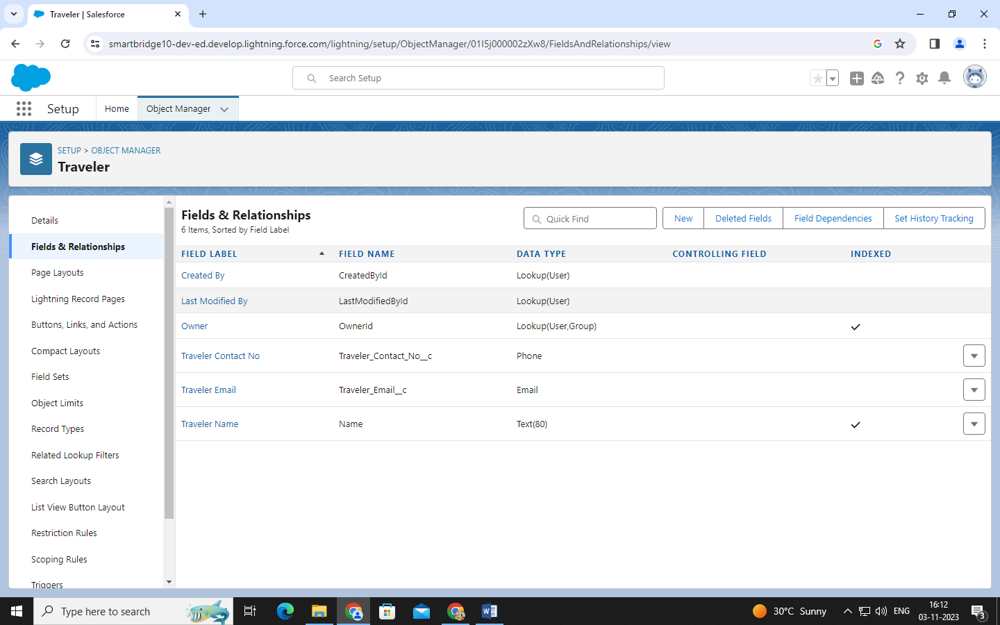 Traveler | Salesforce
smartbridge10-dev-ed.develop.lightning.force.com/lightning/setup/ObjectManager/01I5j000002zXw8/FieldsAndRelationships/view
Search Setup
Setup
Home
Object Manager
SETUP > OBJECT MANAGER
Traveler
Details
Fields & Relationships
Page Layouts
Lightning Record Pages
Buttons, Links, and Actions
Compact Layouts
Field Sets
Object Limits
Record Types
Related Lookup Filters
Search Layouts
List View Button Layout
Restriction Rules
Scoping Rules
Triggers
Fields & Relationships
6 Items, Sorted by Field Label
Quick Find
New
Deleted Fields
Field Dependencies
Set History Tracking
FIELD LABEL FIELD NAME DATA TYPE CONTROLLING FIELD INDEXED
Created By CreatedById Lookup(User)
Last Modified By LastModifiedById Lookup(User)
Owner OwnerId Lookup(User,Group)
Traveler Contact No Traveler_Contact_No__c Phone
Traveler Email Traveler_Email__c Email
Traveler Name Name Text(80)
Type here to search
30°C Sunny
ENG
16:12
03-11-2023
3